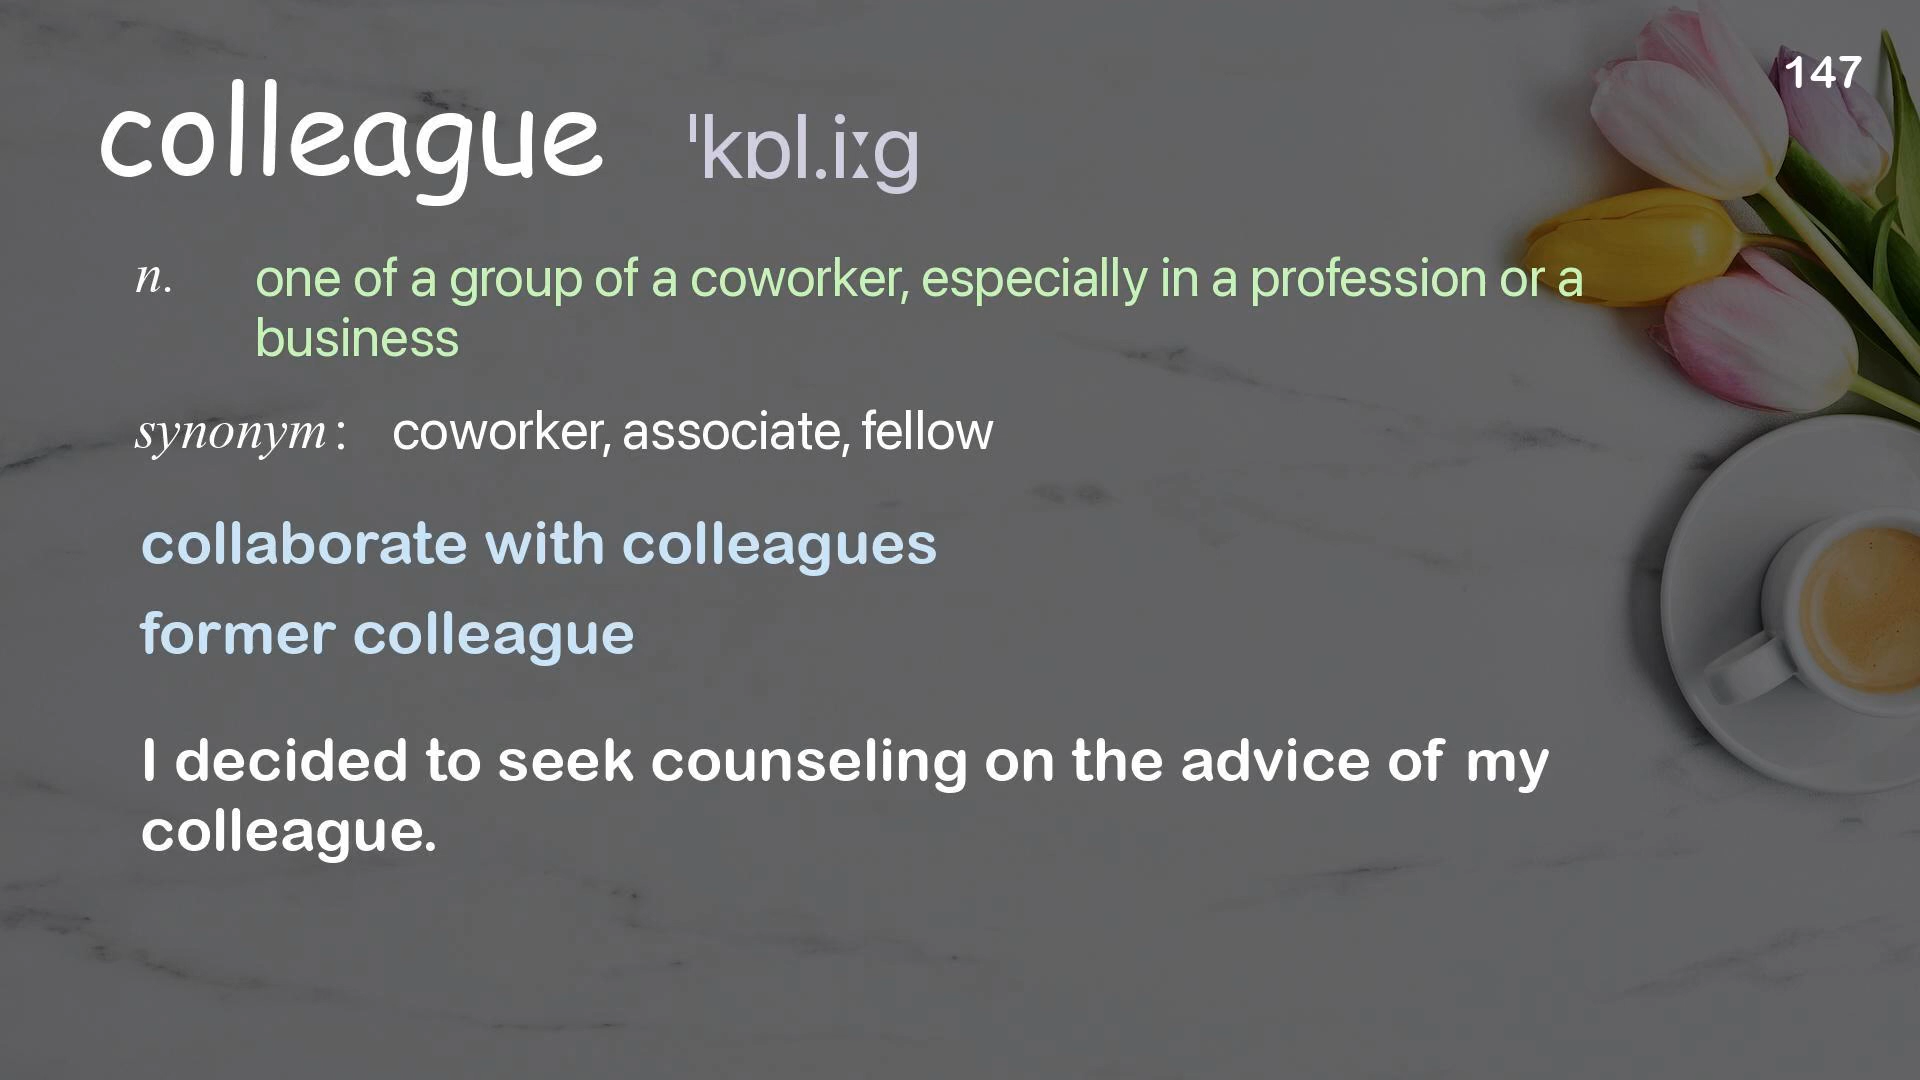 147
colleague ˈkɒl.iːg
n. one of a group of a coworker, especially in a profession or a
business
synonym: coworker, associate, fellow
collaborate with colleagues
former colleague
I decided to seek counseling on the advice of my
colleague.